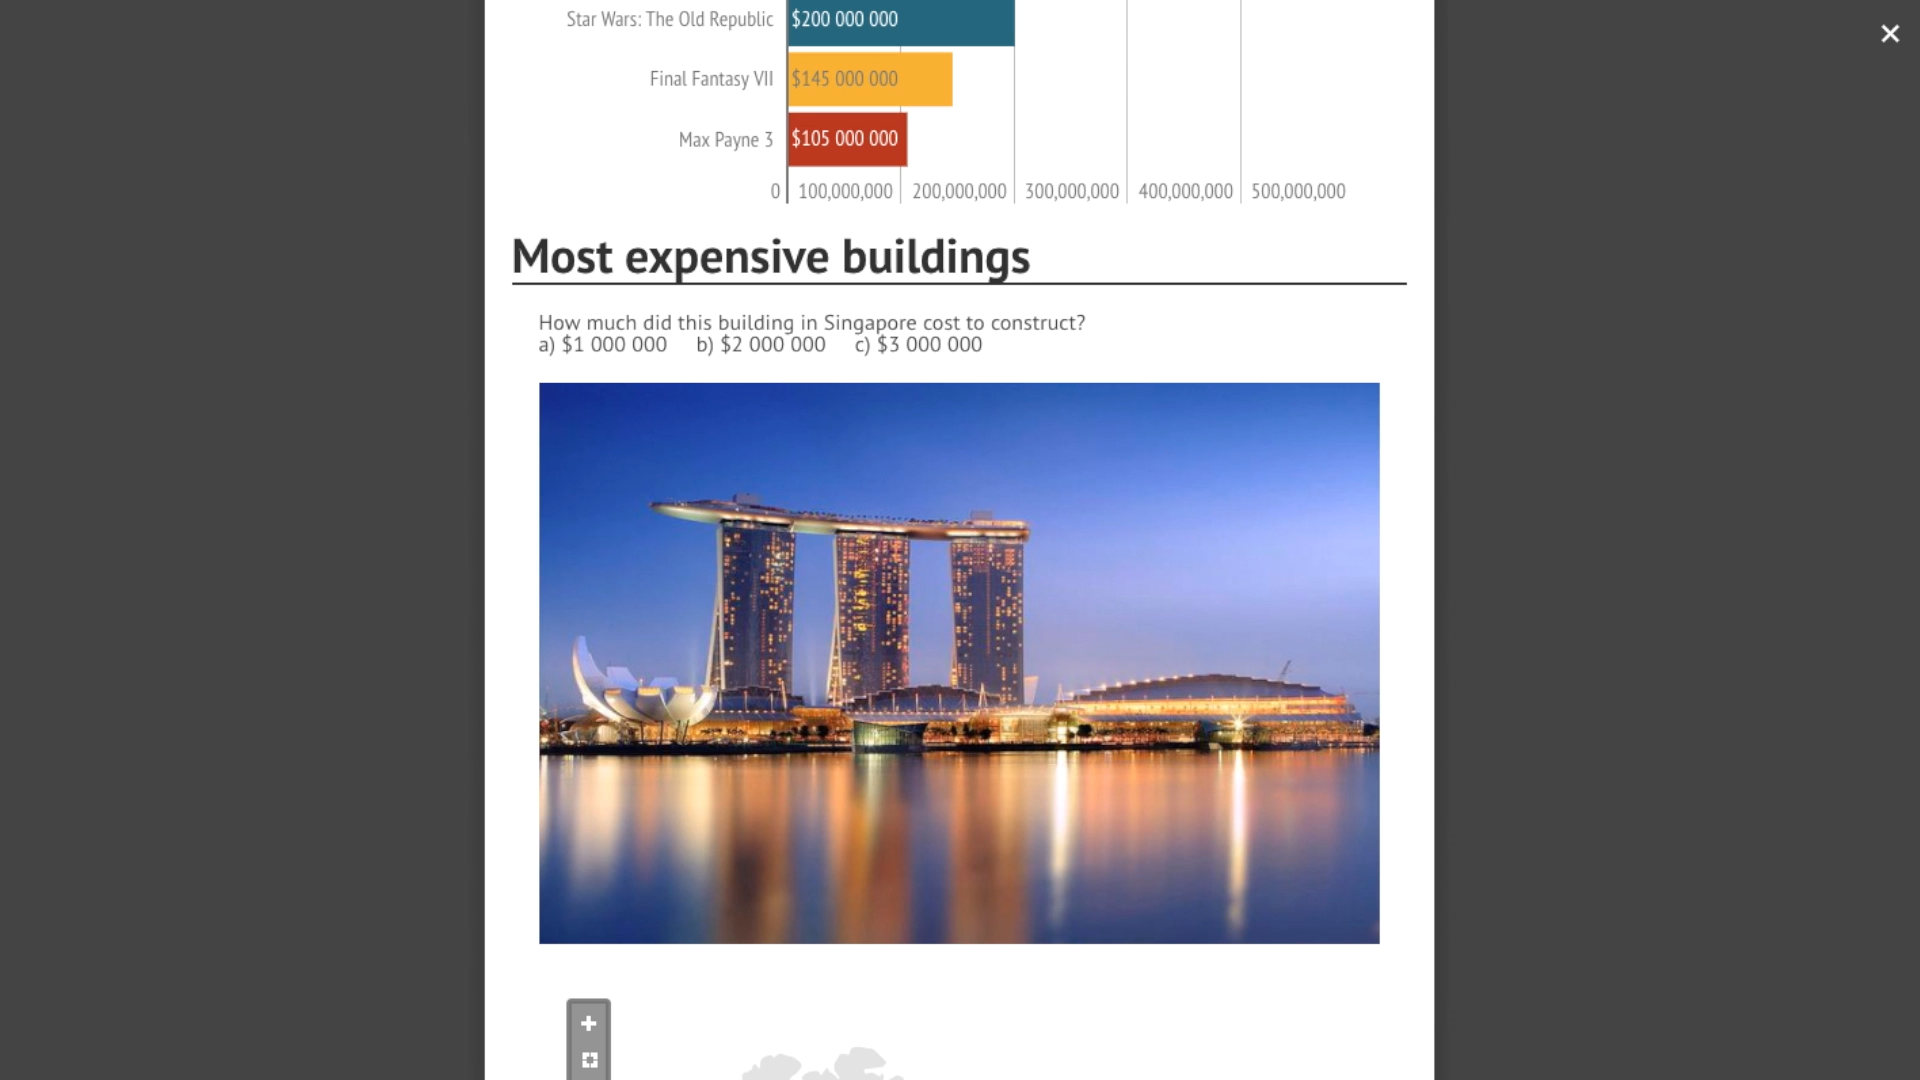 Star Wars: The Old Republic $200 000 000
Final Fantasy VII $145 000 000
Max Payne 3 $105 000 000
0 100,000,000 200,000,000 300,000,000 400,000,000 500,000,000
Most expensive buildings
How much did this building in Singapore cost to construct?
a) $1 000 000 b) $2 000 000 c) $3 000 000